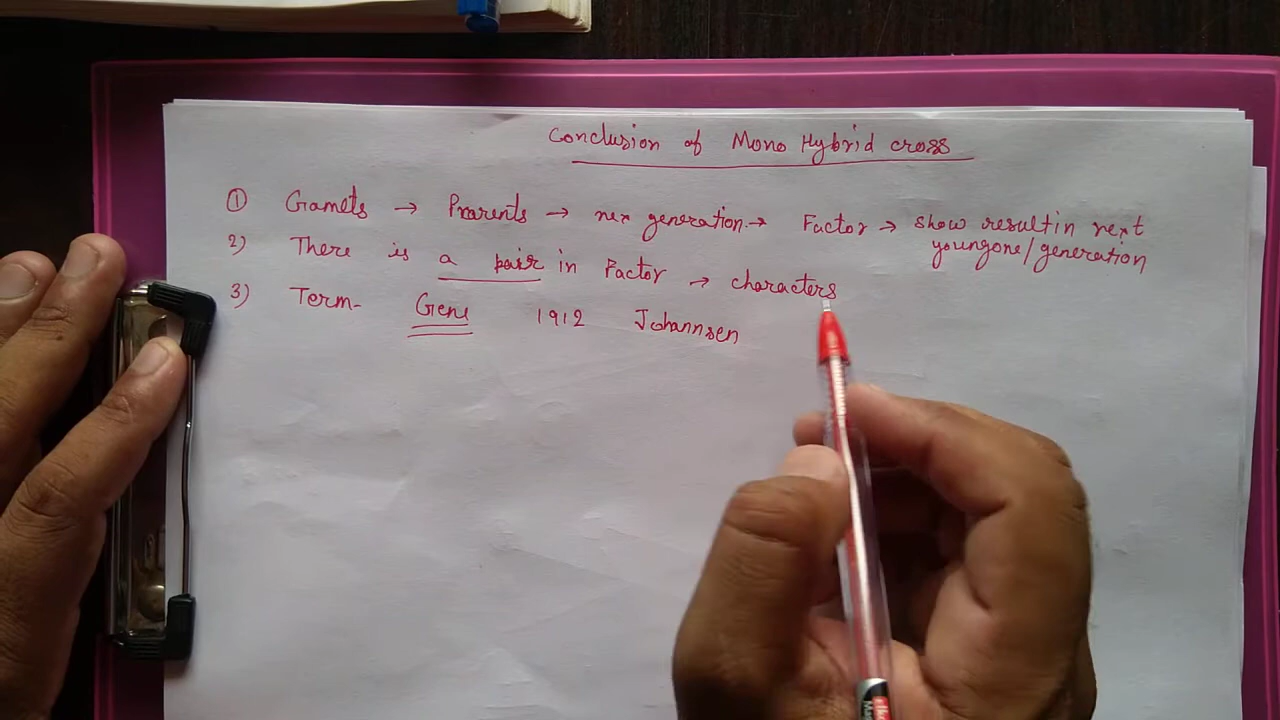 Conclusion of Mono Hybrid cross
① Gamets → Prarents → nex generation → Factor → show result in next
youngone/generation
2) There is a pair in Factor → characters
3) Term- Gene 1912 Johannsen